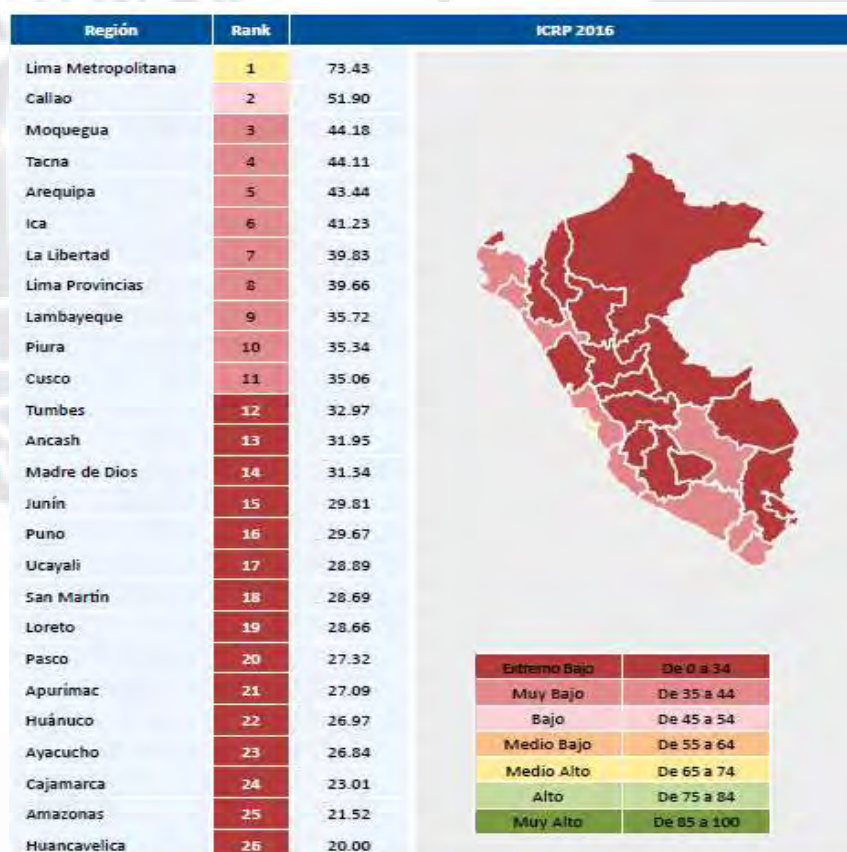 Región Rank ICRP 2016
Lima Metropolitana 1 73.43
Callao 2 51.90
Moquegua 3 44.18
Tacna 4 44.11
Arequipa 5 43.44
Ica 6 41.23
La Libertad 7 39.83
Lima Provincias 8 39.66
Lambayeque 9 35.72
Piura 10 35.34
Cusco 11 35.06
Tumbes 12 32.97
Ancash 13 31.95
Madre de Dios 14 31.34
Junín 15 29.81
Puno 16 29.67
Ucayali 17 28.89
San Martín 18 28.69
Loreto 19 28.66
Pasco 20 27.32
Apurímac 21 27.09
Huánuco 22 26.97
Ayacucho 23 26.84
Cajamarca 24 23.01
Amazonas 25 21.52
Huancavelica 26 20.00
Extremo Bajo De 0 a 34
Muy Bajo De 35 a 44
Bajo De 45 a 54
Medio Bajo De 55 a 64
Medio Alto De 65 a 74
Alto De 75 a 84
Muy Alto De 85 a 100